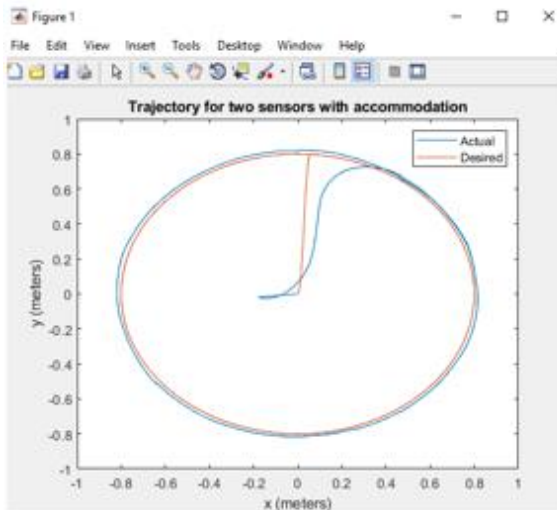 Figure 1
File Edit View Insert Tools Desktop Window Help
Trajectory for two sensors with accommodation
Actual
Desired
1
0.8
0.6
0.4
0.2
0
-0.2
-0.4
-0.6
-0.8
-1
y (meters)
-1 -0.8 -0.6 -0.4 -0.2 0 0.2 0.4 0.6 0.8 1
x (meters)